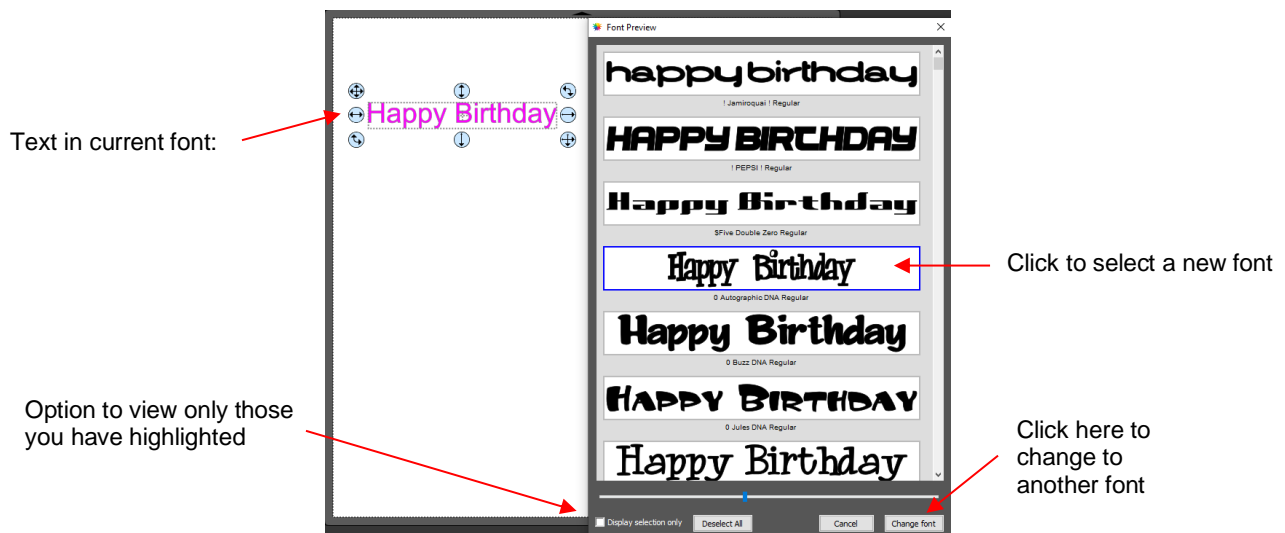 Font Preview
happybirthday
! Jamiroquai ! Regular
Happy Birthday
Text in current font:
HAPPY BIRTHDAY
! PEPSI ! Regular
Happy Birthday
$Five Double Zero Regular
Happy Birthday
Click to select a new font
0 Autographic DNA Regular
Happy Birthday
0 Buzz DNA Regular
HAPPY BIRTHDAY
0 Jules DNA Regular
Option to view only those
you have highlighted
Happy Birthday
Click here to
change to
another font
Display selection only
Deselect All
Cancel
Change font